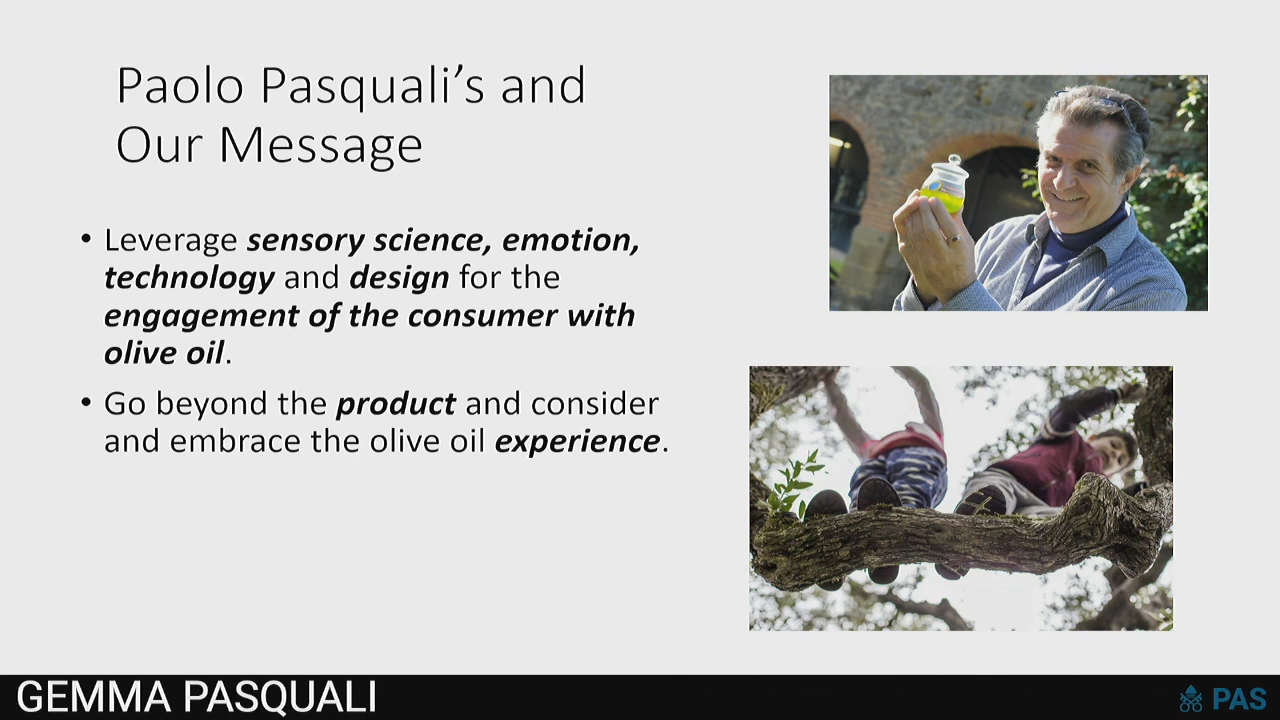 Paolo Pasquali’s and
Our Message
• Leverage sensory science, emotion,
technology and design for the
engagement of the consumer with
olive oil.
• Go beyond the product and consider
and embrace the olive oil experience.
GEMMA PASQUALI
PAS